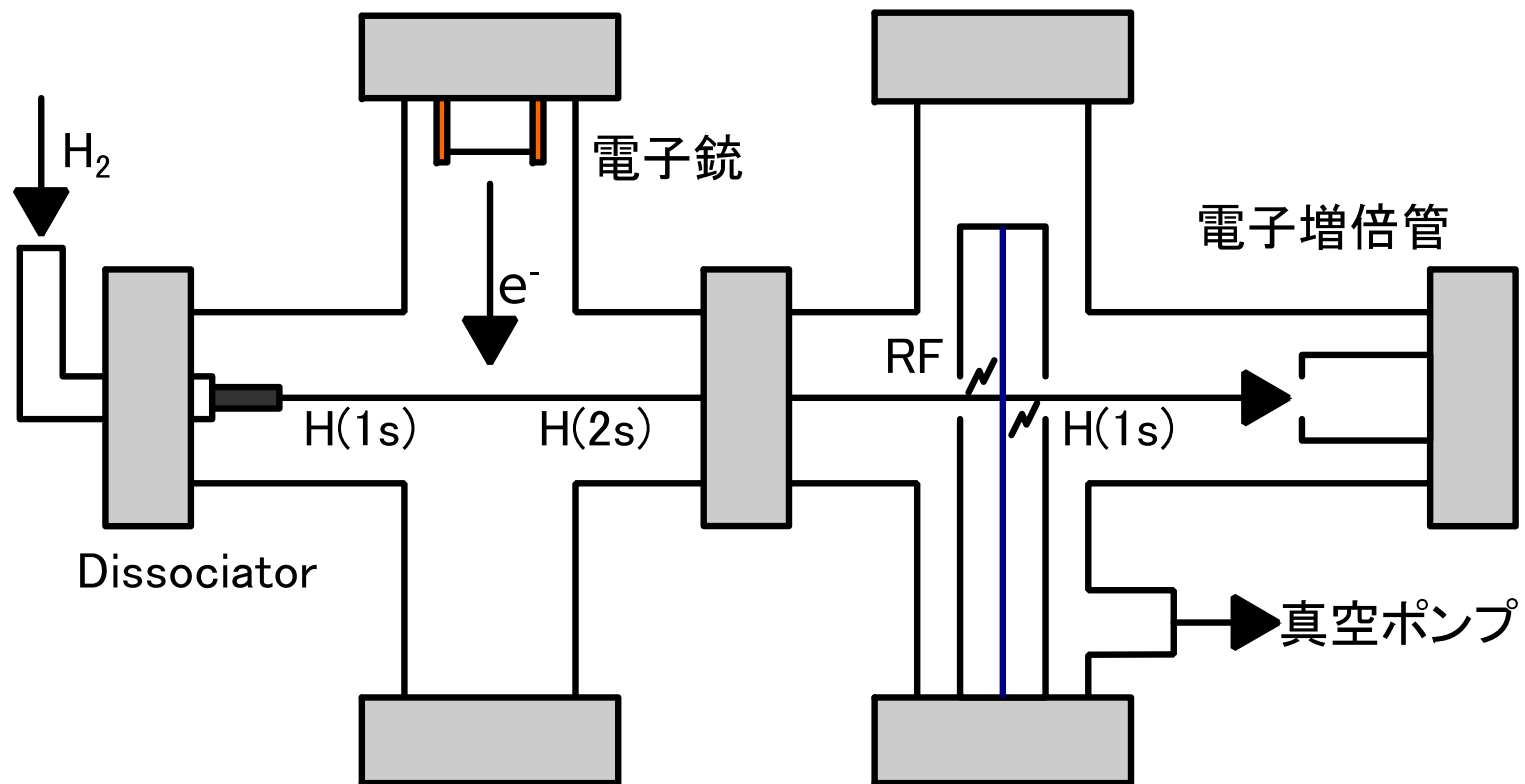 H₂
電子銃
e⁻
電子増倍管
RF
H(1s)
H(2s)
H(1s)
Dissociator
真空ポンプ